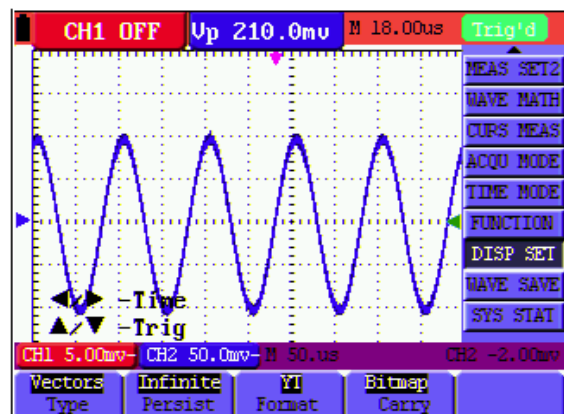 CH1 OFF Vp 210.0mv M 18.00us Trig'd
MEAS SET2
WAVE MATH
CURS MEAS
ACQU MODE
TIME MODE
FUNCTION
DISP SET
WAVE SAVE
SYS STAT
◀/▶ -Time
▲/▼ -Trig
CH1 5.00mv- CH2 50.0mv- M 50.us CH2 -2.00mv
Vectors Infinite YT Bitmap
Type Persist Format Carry